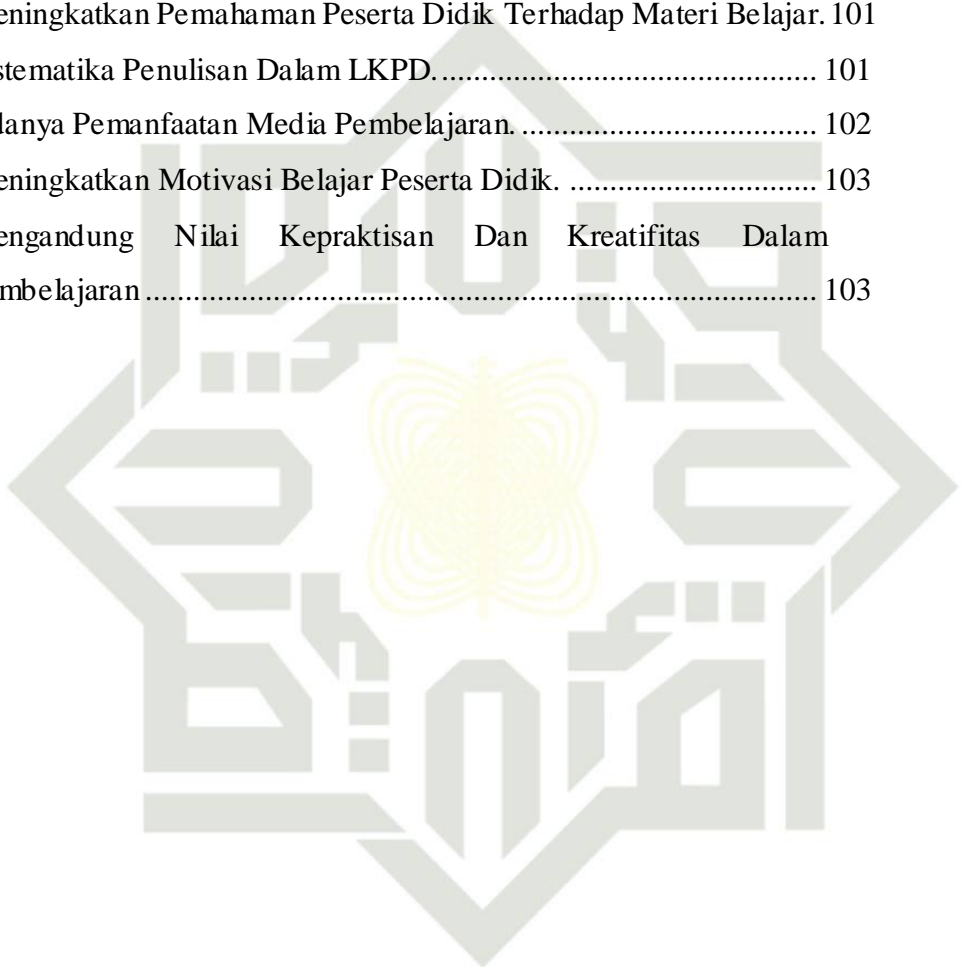 eningkatkan Pemahaman Peserta Didik Terhadap Materi Belajar. 101
stematika Penulisan Dalam LKPD. ............................................... 101
danya Pemanfaatan Media Pembelajaran. ..................................... 102
eningkatkan Motivasi Belajar Peserta Didik. ............................... 103
engandung Nilai Kepraktisan Dan Kreatifitas Dalam
mbelajaran .................................................................................... 103